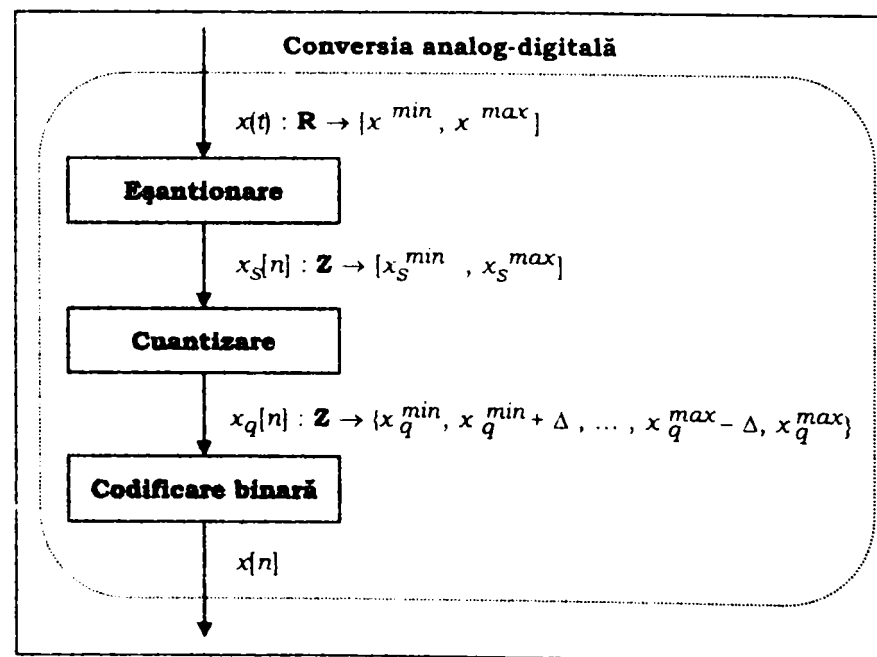 Conversia analog-digitală
x(t) : R → [x^min , x^max]
Eşantionare
x_S[n] : Z → [x_S^min , x_S^max]
Cuantizare
x_q[n] : Z → {x_q^min, x_q^min + Δ , ... , x_q^max − Δ, x_q^max}
Codificare binară
x[n]